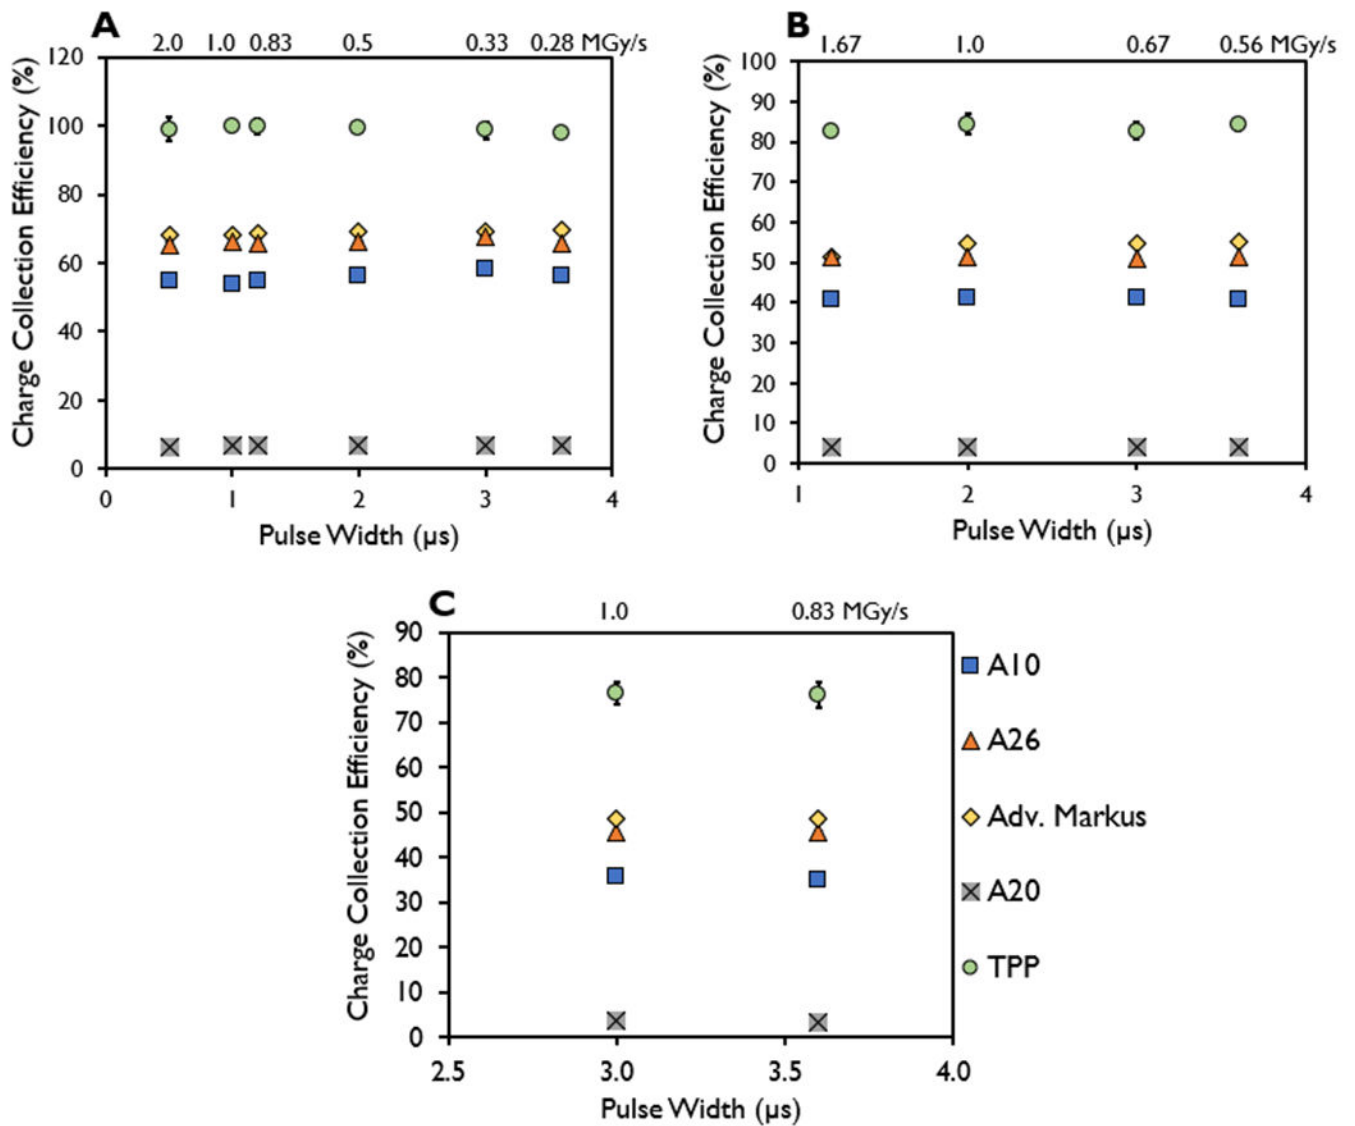 A
2.0 1.0 0.83 0.5 0.33 0.28 MGy/s
120
100
80
60
40
20
0
0 1 2 3 4
Charge Collection Efficiency (%)
Pulse Width (µs)
B
1.67 1.0 0.67 0.56 MGy/s
100
90
80
70
60
50
40
30
20
10
0
1 2 3 4
Charge Collection Efficiency (%)
Pulse Width (µs)
C
1.0 0.83 MGy/s
90
80
70
60
50
40
30
20
10
0
2.5 3.0 3.5 4.0
Charge Collection Efficiency (%)
Pulse Width (µs)
A10
A26
Adv. Markus
A20
TPP